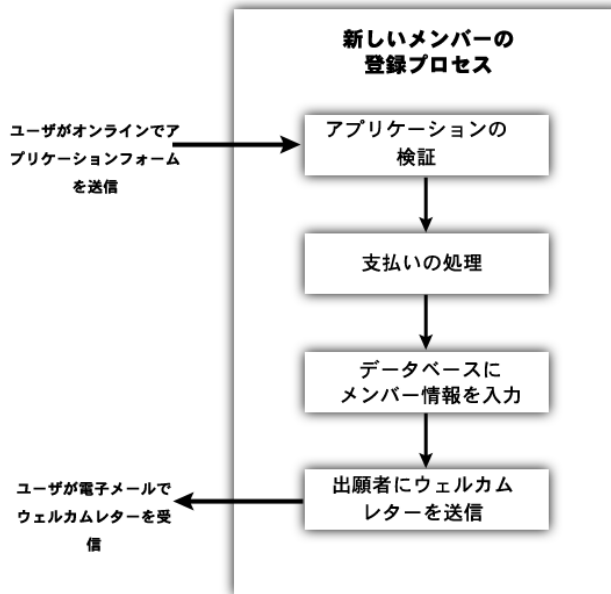 新しいメンバーの
登録プロセス
ユーザがオンラインでア
プリケーションフォーム
を送信
アプリケーションの
検証
支払いの処理
データベースに
メンバー情報を入力
出願者にウェルカム
レターを送信
ユーザが電子メールで
ウェルカムレターを受
信